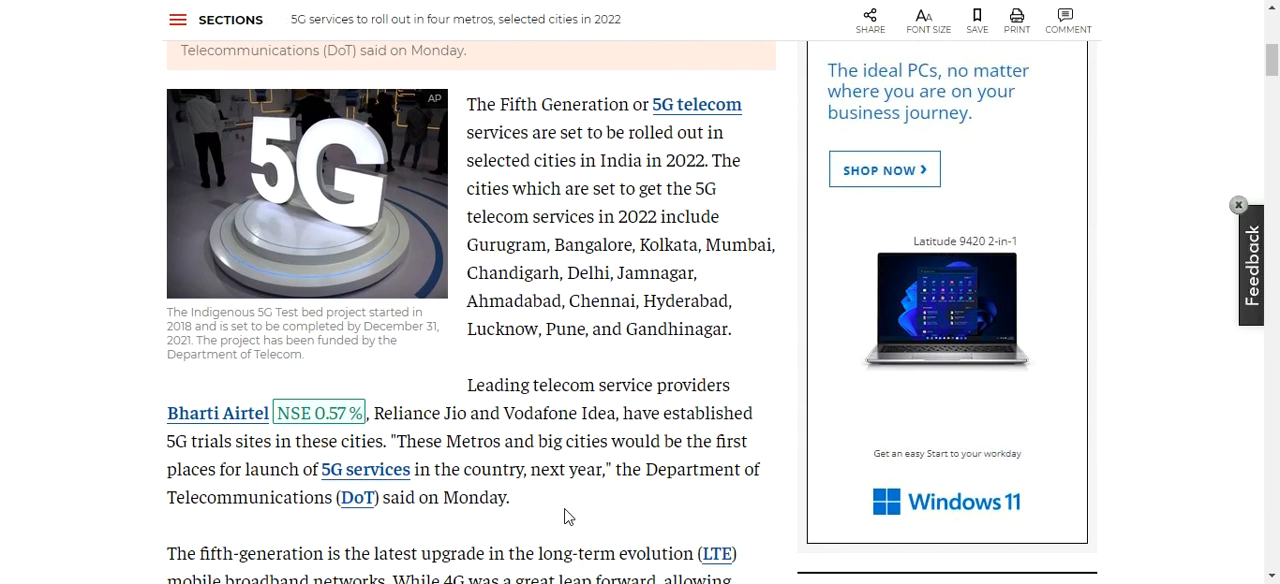 SECTIONS
5G services to roll out in four metros, selected cities in 2022
SHARE
AA FONT SIZE
SAVE
PRINT
COMMENT
Telecommunications (DoT) said on Monday.
AP
5G
The Indigenous 5G Test bed project started in
2018 and is set to be completed by December 31,
2021. The project has been funded by the
Department of Telecom.
The Fifth Generation or 5G telecom
services are set to be rolled out in
selected cities in India in 2022. The
cities which are set to get the 5G
telecom services in 2022 include
Gurugram, Bangalore, Kolkata, Mumbai,
Chandigarh, Delhi, Jamnagar,
Ahmadabad, Chennai, Hyderabad,
Lucknow, Pune, and Gandhinagar.
Leading telecom service providers
Bharti Airtel NSE 0.57 %, Reliance Jio and Vodafone Idea, have established
5G trials sites in these cities. "These Metros and big cities would be the first
places for launch of 5G services in the country, next year," the Department of
Telecommunications (DoT) said on Monday.
The fifth-generation is the latest upgrade in the long-term evolution (LTE)
mobile broadband networks. While 4G was a great leap forward, allowing
The ideal PCs, no matter
where you are on your
business journey.
SHOP NOW ›
Latitude 9420 2-in-1
Get an easy Start to your workday
Windows 11
x
Feedback